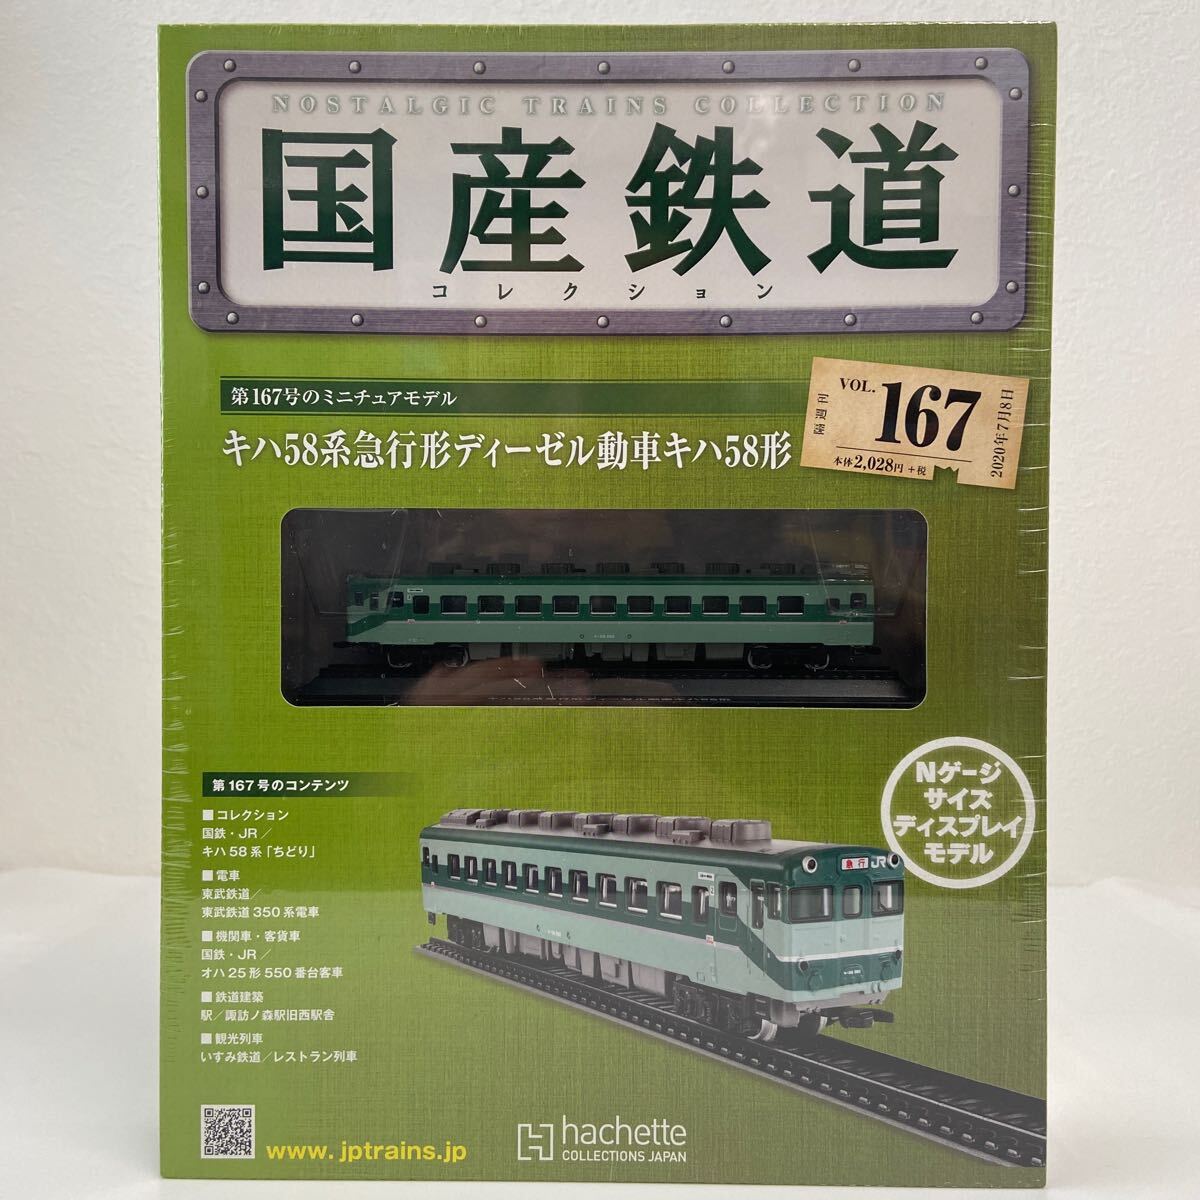 NOSTALGIC TRAINS COLLECTION
国産鉄道
コレクション
第167号のミニチュアモデル
キハ58系急行形ディーゼル動車キハ58形
隔週刊
VOL.167
本体2,028円+税
2020年7月8日
第167号のコンテンツ
■コレクション
国鉄・JR/
キハ58系「ちどり」
■電車
東武鉄道/
東武鉄道350系電車
■機関車・客貨車
国鉄・JR/
オハ25形550番台客車
■鉄道建築
駅/諏訪ノ森駅旧西駅舎
■観光列車
いすみ鉄道/レストラン列車
Nゲージ
サイズ
ディスプレイ
モデル
急行
JR
www.jptrains.jp
hachette
COLLECTIONS JAPAN